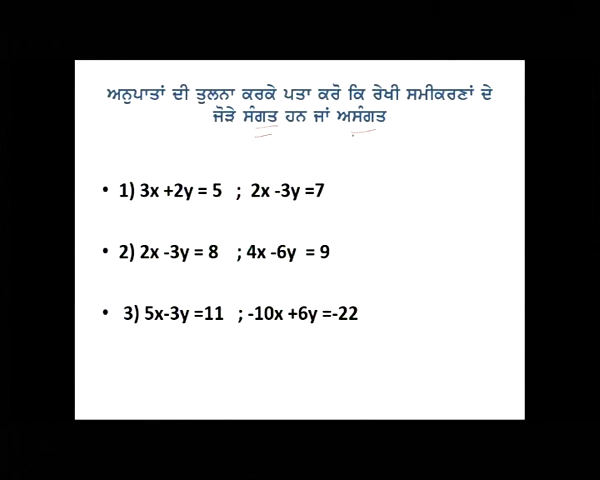 ਅਨੁਪਾਤਾਂ ਦੀ ਤੁਲਨਾ ਕਰਕੇ ਪਤਾ ਕਰੋ ਕਿ ਰੇਖੀ ਸਮੀਕਰਣਾਂ ਦੇ
ਜੋੜੇ ਸੰਗਤ ਹਨ ਜਾਂ ਅਸੰਗਤ
• 1) 3x +2y = 5 ; 2x -3y =7
• 2) 2x -3y = 8 ; 4x -6y = 9
• 3) 5x-3y =11 ; -10x +6y =-22